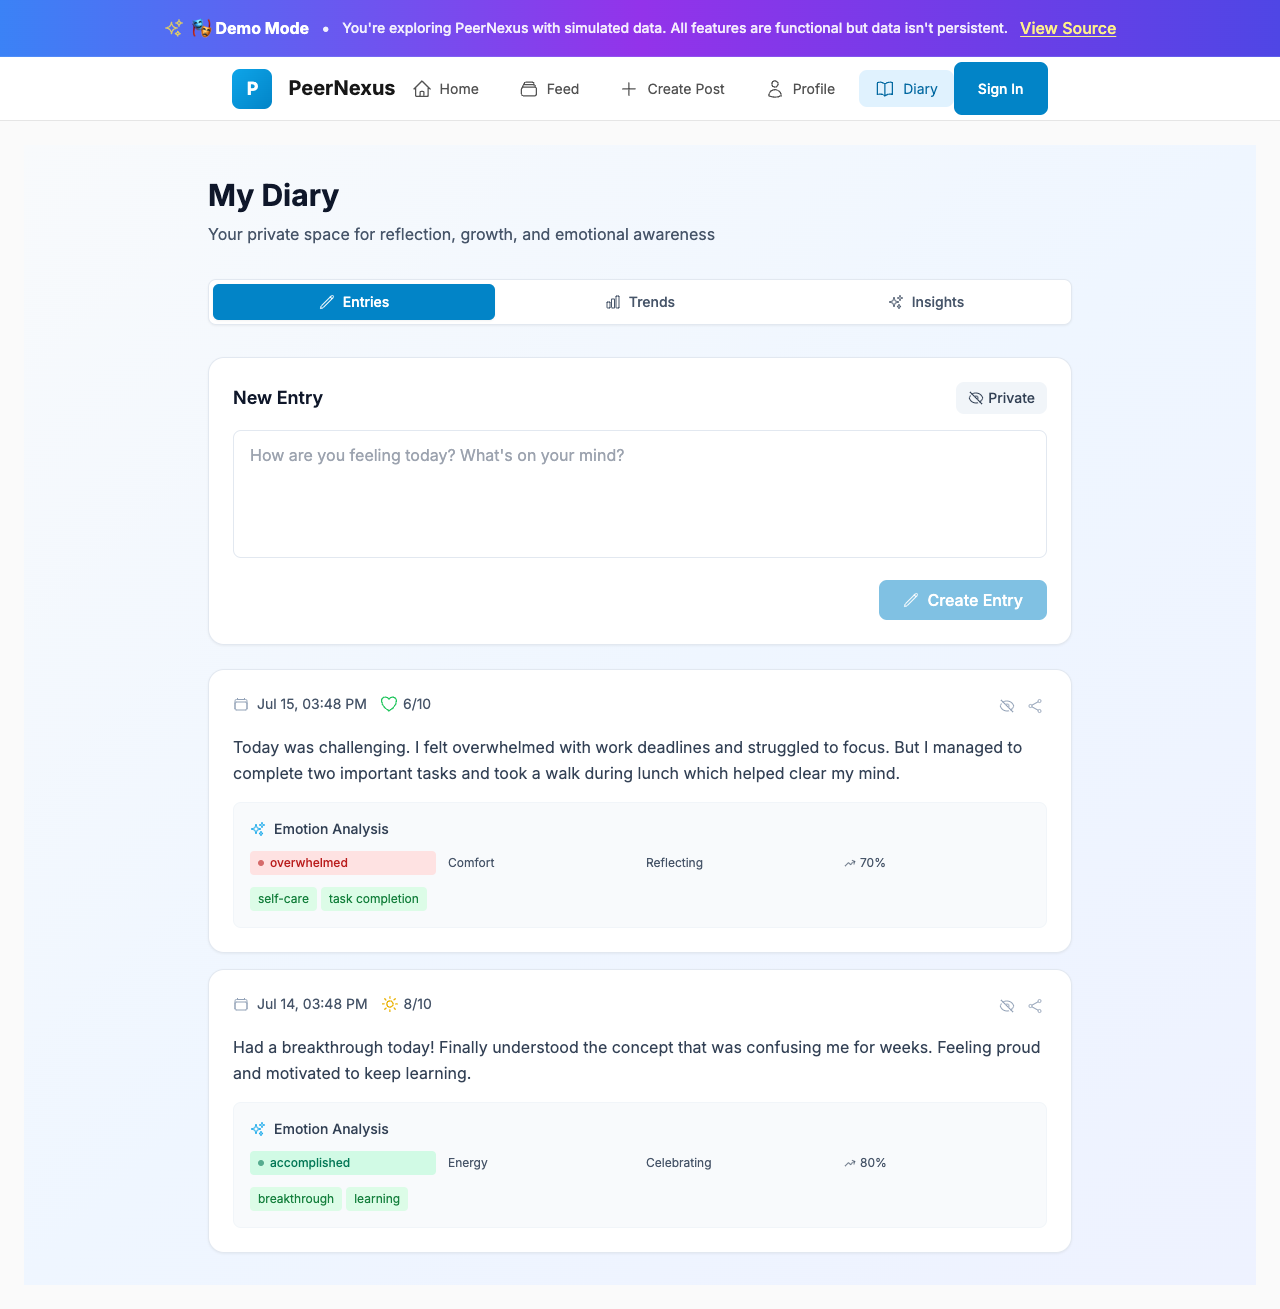 Demo Mode • You're exploring PeerNexus with simulated data. All features are functional but data isn't persistent. View Source
P PeerNexus Home Feed Create Post Profile Diary Sign In
My Diary
Your private space for reflection, growth, and emotional awareness
Entries Trends Insights
New Entry Private
How are you feeling today? What's on your mind?
Create Entry
Jul 15, 03:48 PM 6/10
Today was challenging. I felt overwhelmed with work deadlines and struggled to focus. But I managed to
complete two important tasks and took a walk during lunch which helped clear my mind.
Emotion Analysis
overwhelmed Comfort Reflecting 70%
self-care task completion
Jul 14, 03:48 PM 8/10
Had a breakthrough today! Finally understood the concept that was confusing me for weeks. Feeling proud
and motivated to keep learning.
Emotion Analysis
accomplished Energy Celebrating 80%
breakthrough learning